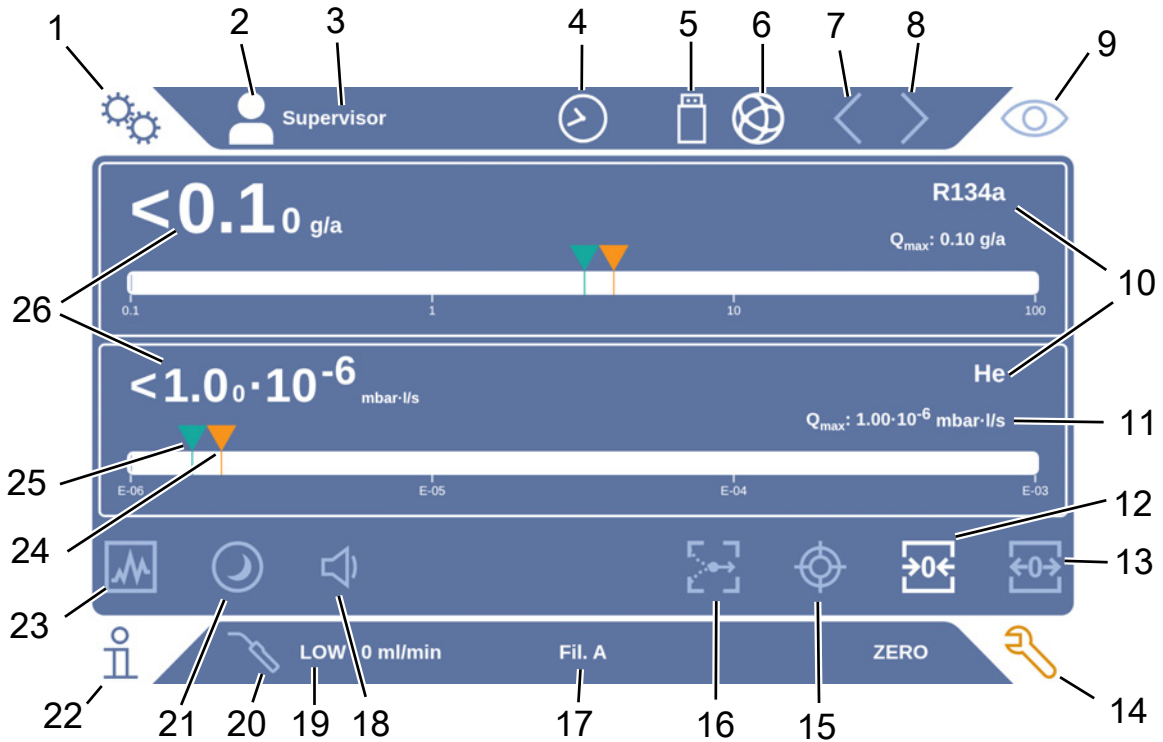 1 2 3 4 5 6 7 8 9
Supervisor
<0.10 g/a
R134a
Qmax: 0.10 g/a
10
26
0.1 1 10 100
<1.00·10-6 mbar·l/s
He
Qmax: 1.00·10-6 mbar·l/s
11
25
E-06 E-05 E-04 E-03
12
24
→0← ←0→
13
23
LOW 0 ml/min Fil. A ZERO
22 21 20 19 18 17 16 15 14